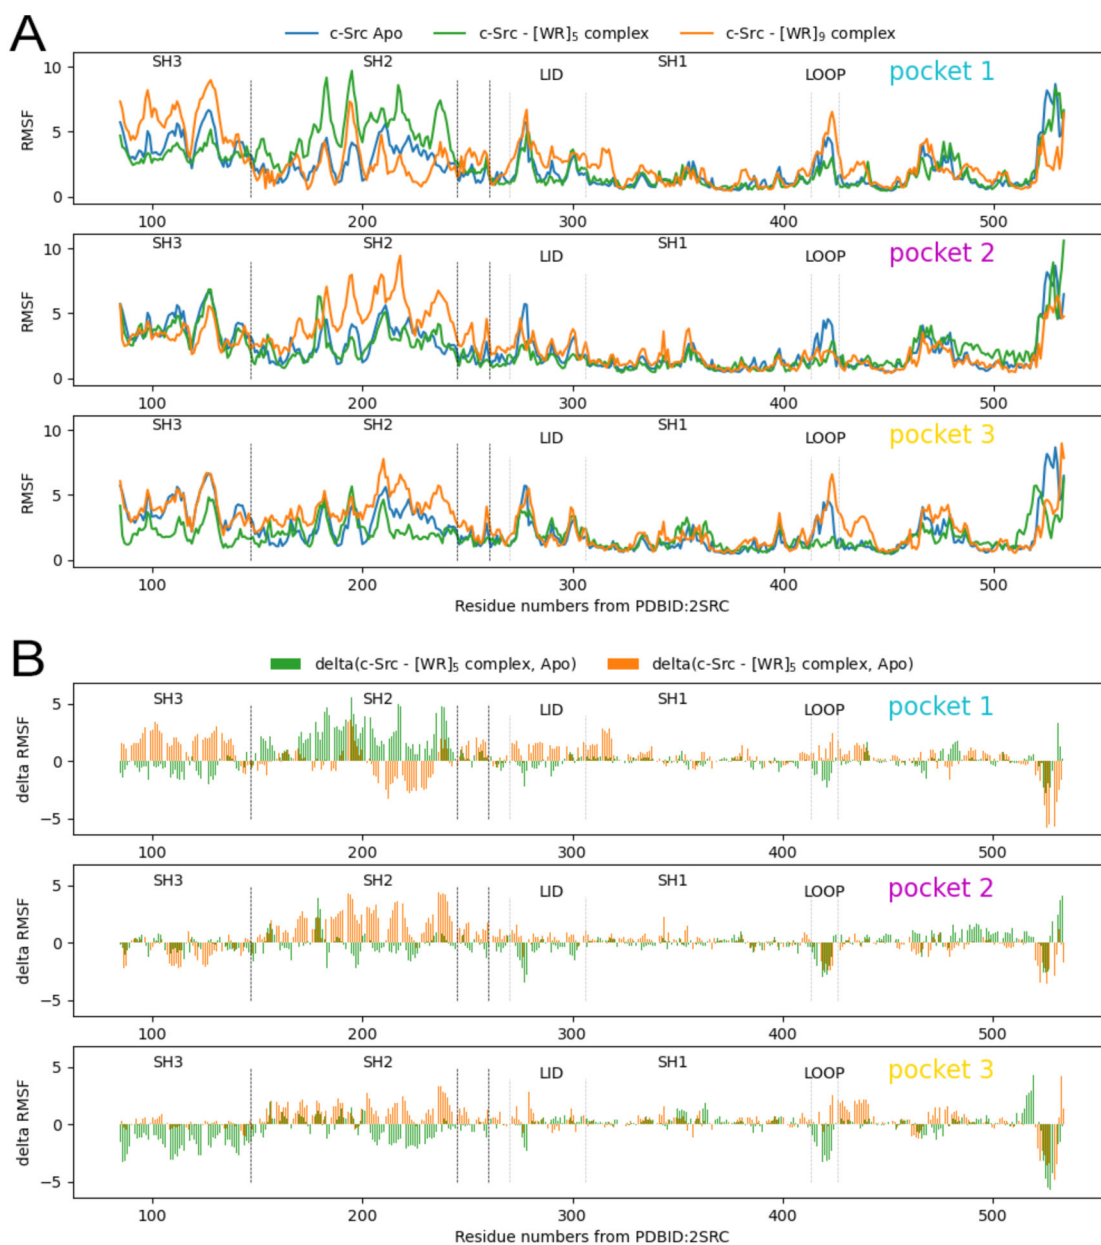 A
c-Src Apo c-Src - [WR]₅ complex c-Src - [WR]₉ complex
SH3 SH2 LID SH1 LOOP pocket 1
RMSF
10
5
0
100 200 300 400 500
SH3 SH2 LID SH1 LOOP pocket 2
RMSF
10
5
0
100 200 300 400 500
SH3 SH2 LID SH1 LOOP pocket 3
RMSF
10
5
0
100 200 300 400 500
Residue numbers from PDBID:2SRC
B
delta(c-Src - [WR]₅ complex, Apo) delta(c-Src - [WR]₅ complex, Apo)
SH3 SH2 LID SH1 LOOP pocket 1
delta RMSF
5
0
−5
100 200 300 400 500
SH3 SH2 LID SH1 LOOP pocket 2
delta RMSF
5
0
−5
100 200 300 400 500
SH3 SH2 LID SH1 LOOP pocket 3
delta RMSF
5
0
−5
100 200 300 400 500
Residue numbers from PDBID:2SRC